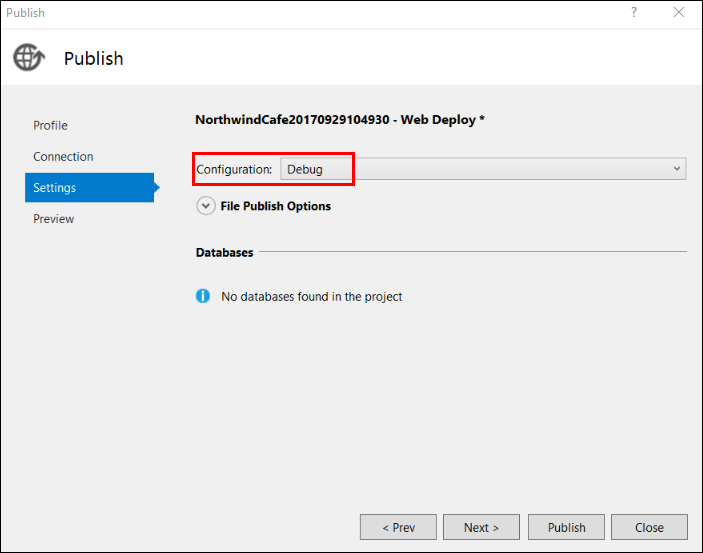 Publish
?
Publish
Profile
Connection
Settings
Preview
NorthwindCafe20170929104930 - Web Deploy *
Configuration: Debug
File Publish Options
Databases
No databases found in the project
< Prev
Next >
Publish
Close